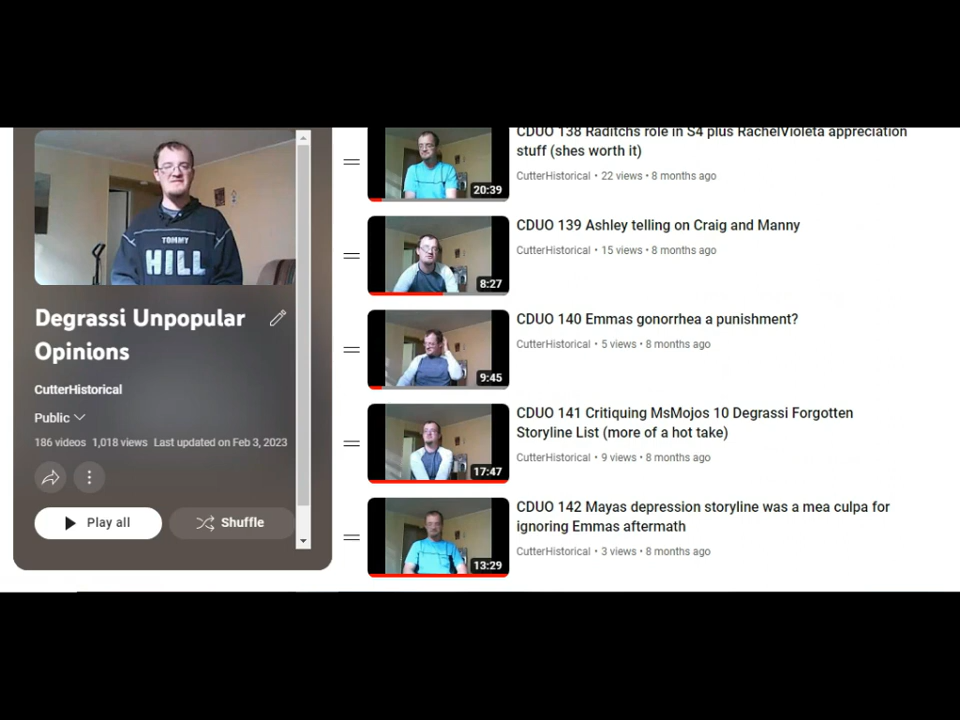 TOMMY
HILL
Degrassi Unpopular
Opinions
CutterHistorical
Public
186 videos 1,018 views Last updated on Feb 3, 2023
Play all
Shuffle
20:39
CDUO 138 Raditchs role in S4 plus RachelVioleta appreciation
stuff (shes worth it)
CutterHistorical • 22 views • 8 months ago
8:27
CDUO 139 Ashley telling on Craig and Manny
CutterHistorical • 15 views • 8 months ago
9:45
CDUO 140 Emmas gonorrhea a punishment?
CutterHistorical • 5 views • 8 months ago
17:47
CDUO 141 Critiquing MsMojos 10 Degrassi Forgotten
Storyline List (more of a hot take)
CutterHistorical • 9 views • 8 months ago
13:29
CDUO 142 Mayas depression storyline was a mea culpa for
ignoring Emmas aftermath
CutterHistorical • 3 views • 8 months ago